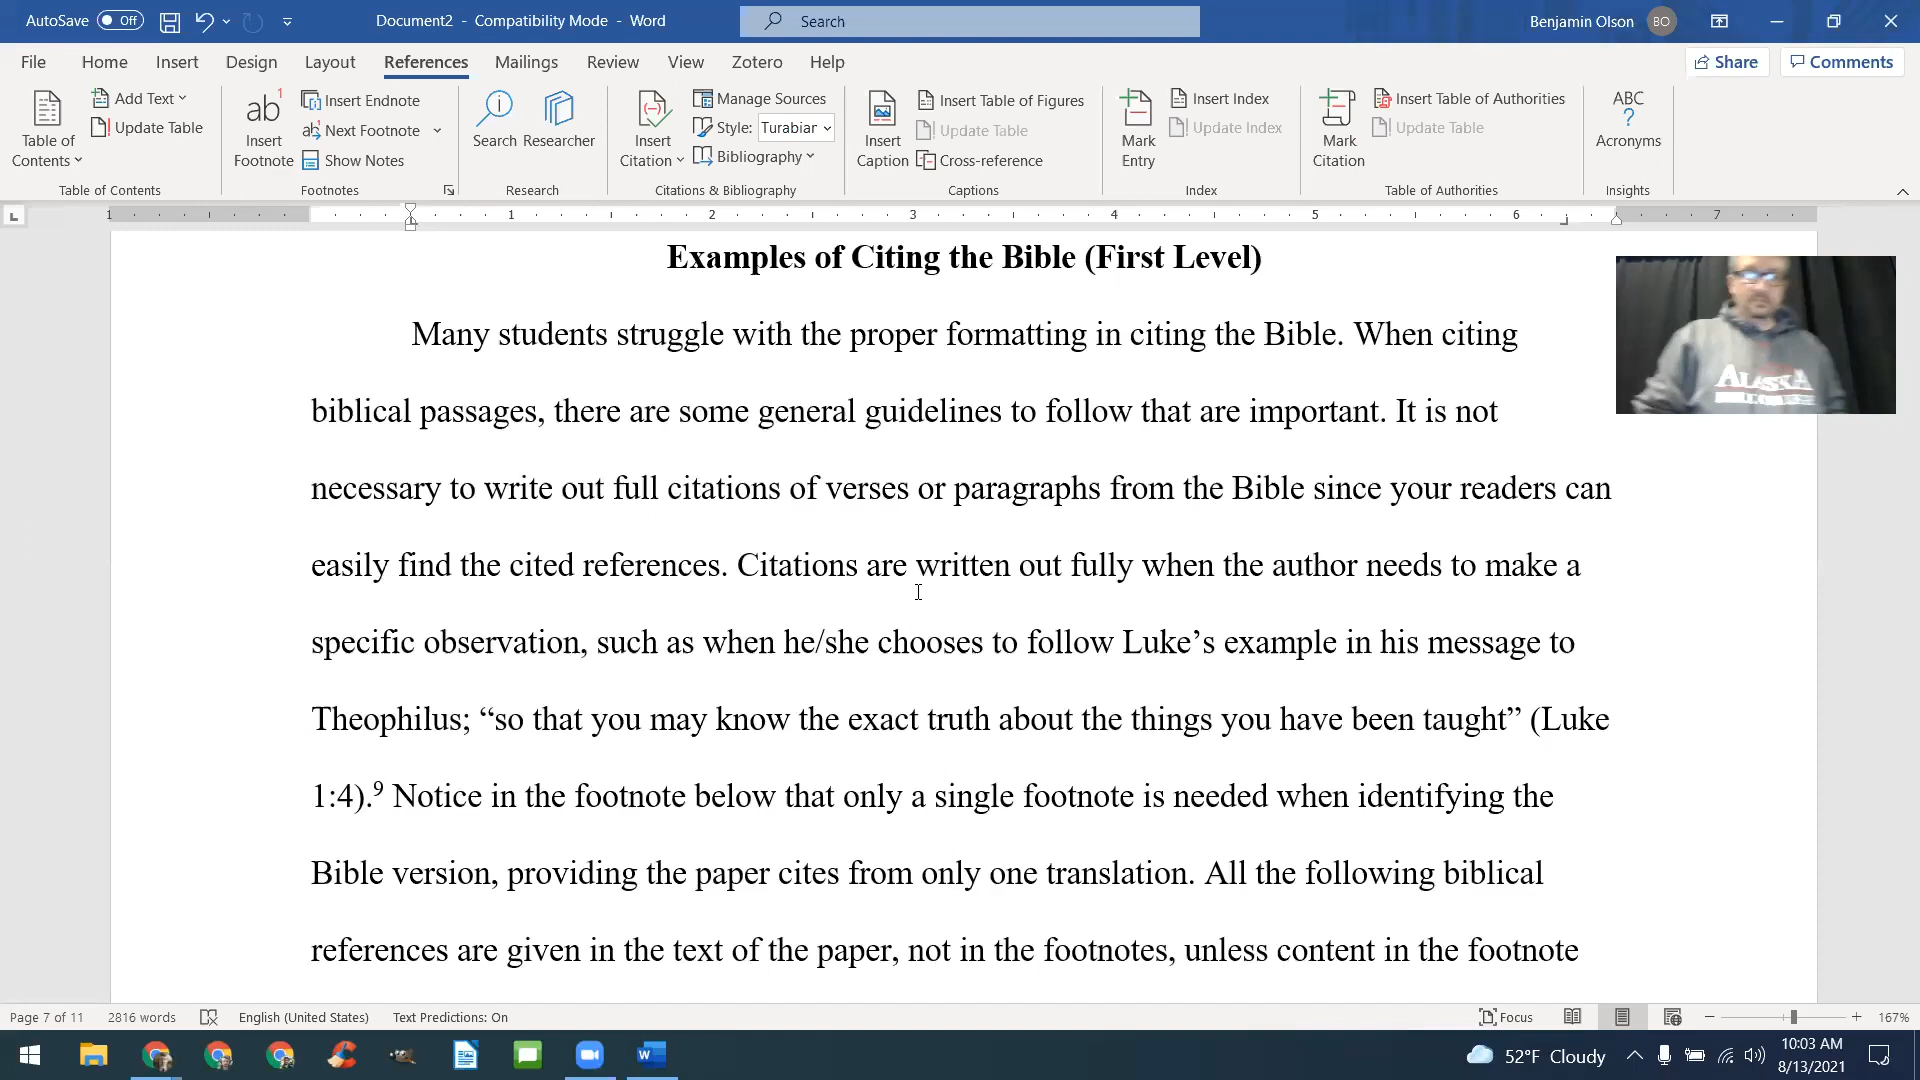 AutoSave Off Document2 - Compatibility Mode - Word Search Benjamin Olson BO
File Home Insert Design Layout References Mailings Review View Zotero Help Share Comments
Table of Contents
Add Text
Update Table
Table of Contents
ab 1
Insert Footnote
Insert Endnote
ab Next Footnote
Show Notes
Footnotes
Search
Researcher
Research
Insert Citation
Manage Sources
Style: Turabiar
Bibliography
Citations & Bibliography
Insert Caption
Insert Table of Figures
Update Table
Cross-reference
Captions
Mark Entry
Insert Index
Update Index
Index
Mark Citation
Insert Table of Authorities
Update Table
Table of Authorities
ABC
?
Acronyms
Insights
L 1 1 2 3 4 5 6 7
Examples of Citing the Bible (First Level)
Many students struggle with the proper formatting in citing the Bible. When citing
biblical passages, there are some general guidelines to follow that are important. It is not
necessary to write out full citations of verses or paragraphs from the Bible since your readers can
easily find the cited references. Citations are written out fully when the author needs to make a
specific observation, such as when he/she chooses to follow Luke’s example in his message to
Theophilus; “so that you may know the exact truth about the things you have been taught” (Luke
1:4).⁹ Notice in the footnote below that only a single footnote is needed when identifying the
Bible version, providing the paper cites from only one translation. All the following biblical
references are given in the text of the paper, not in the footnotes, unless content in the footnote
ALASKA
Page 7 of 11 2816 words English (United States) Text Predictions: On Focus 167%
W 52°F Cloudy 10:03 AM
8/13/2021